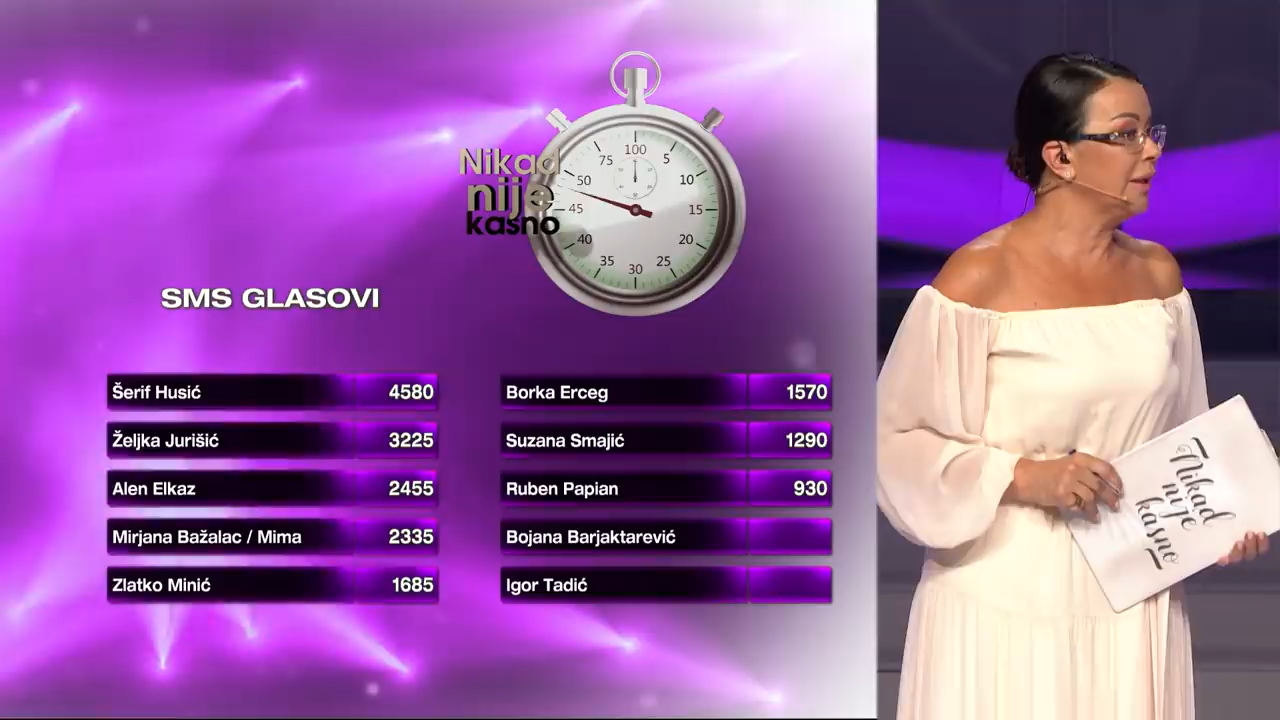 Nikad
nije
kasno
100
5
10
15
20
25
30
35
40
45
50
75
SMS GLASOVI
Šerif Husić 4580
Željka Jurišić 3225
Alen Elkaz 2455
Mirjana Bažalac / Mima 2335
Zlatko Minić 1685
Borka Erceg 1570
Suzana Smajić 1290
Ruben Papian 930
Bojana Barjaktarević
Igor Tadić
Nikad
nije
kasno